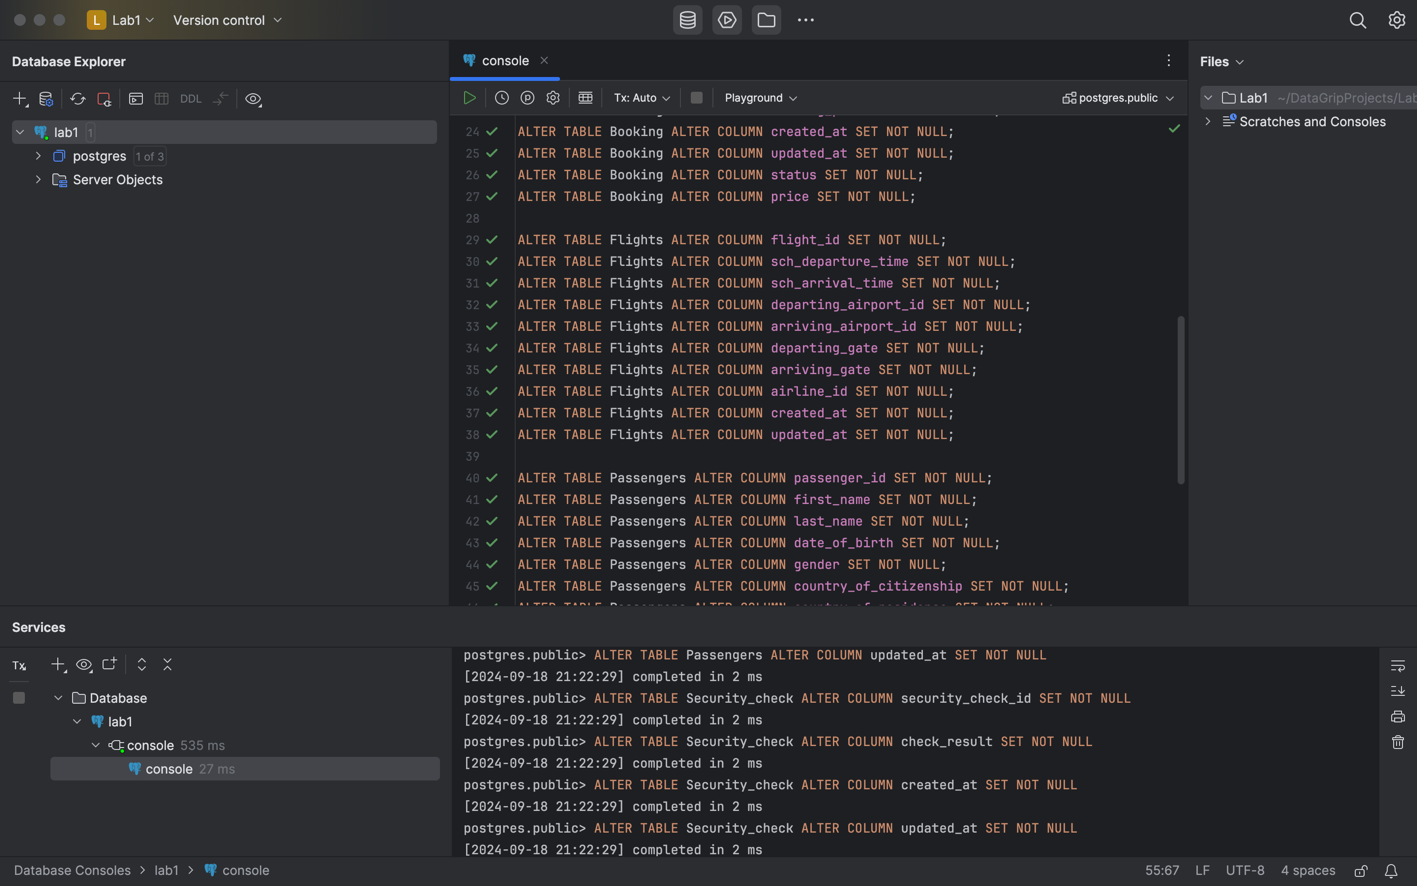 L Lab1 Version control
Database Explorer
DDL
lab1 1
postgres 1 of 3
Server Objects
console
Tx: Auto Playground postgres.public
24 ALTER TABLE Booking ALTER COLUMN created_at SET NOT NULL;
25 ALTER TABLE Booking ALTER COLUMN updated_at SET NOT NULL;
26 ALTER TABLE Booking ALTER COLUMN status SET NOT NULL;
27 ALTER TABLE Booking ALTER COLUMN price SET NOT NULL;
28
29 ALTER TABLE Flights ALTER COLUMN flight_id SET NOT NULL;
30 ALTER TABLE Flights ALTER COLUMN sch_departure_time SET NOT NULL;
31 ALTER TABLE Flights ALTER COLUMN sch_arrival_time SET NOT NULL;
32 ALTER TABLE Flights ALTER COLUMN departing_airport_id SET NOT NULL;
33 ALTER TABLE Flights ALTER COLUMN arriving_airport_id SET NOT NULL;
34 ALTER TABLE Flights ALTER COLUMN departing_gate SET NOT NULL;
35 ALTER TABLE Flights ALTER COLUMN arriving_gate SET NOT NULL;
36 ALTER TABLE Flights ALTER COLUMN airline_id SET NOT NULL;
37 ALTER TABLE Flights ALTER COLUMN created_at SET NOT NULL;
38 ALTER TABLE Flights ALTER COLUMN updated_at SET NOT NULL;
39
40 ALTER TABLE Passengers ALTER COLUMN passenger_id SET NOT NULL;
41 ALTER TABLE Passengers ALTER COLUMN first_name SET NOT NULL;
42 ALTER TABLE Passengers ALTER COLUMN last_name SET NOT NULL;
43 ALTER TABLE Passengers ALTER COLUMN date_of_birth SET NOT NULL;
44 ALTER TABLE Passengers ALTER COLUMN gender SET NOT NULL;
45 ALTER TABLE Passengers ALTER COLUMN country_of_citizenship SET NOT NULL;
Files
Lab1 ~/DataGripProjects/Lab
Scratches and Consoles
Services
Tx
Database
lab1
console 535 ms
console 27 ms
postgres.public> ALTER TABLE Passengers ALTER COLUMN updated_at SET NOT NULL
[2024-09-18 21:22:29] completed in 2 ms
postgres.public> ALTER TABLE Security_check ALTER COLUMN security_check_id SET NOT NULL
[2024-09-18 21:22:29] completed in 2 ms
postgres.public> ALTER TABLE Security_check ALTER COLUMN check_result SET NOT NULL
[2024-09-18 21:22:29] completed in 2 ms
postgres.public> ALTER TABLE Security_check ALTER COLUMN created_at SET NOT NULL
[2024-09-18 21:22:29] completed in 2 ms
postgres.public> ALTER TABLE Security_check ALTER COLUMN updated_at SET NOT NULL
[2024-09-18 21:22:29] completed in 2 ms
Database Consoles > lab1 > console
55:67 LF UTF-8 4 spaces